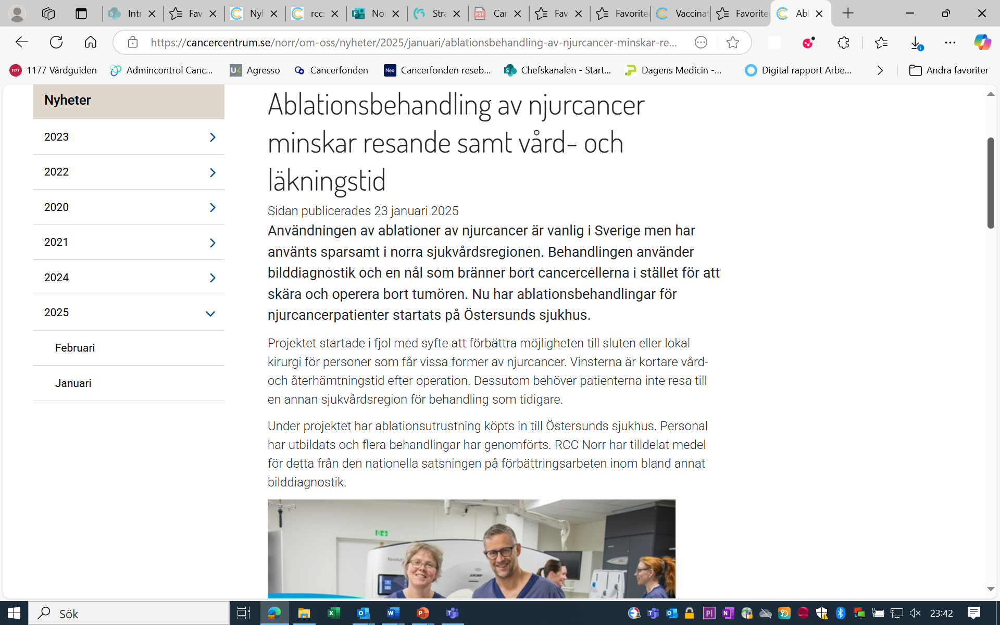 Intr
Fav
Nyh
rccs
Nor
Stra
Can
Fav
Favoriter
Vaccinat
Favoriter
Abl
https://cancercentrum.se/norr/om-oss/nyheter/2025/januari/ablationsbehandling-av-njurcancer-minskar-re...
1177 Vårdguiden
Admincontrol Canc...
U4 Agresso
Cancerfonden
Neo Cancerfonden reseb...
Chefskanalen - Start...
Dagens Medicin -...
Digital rapport Arbe...
Andra favoriter
Nyheter
2023
2022
2020
2021
2024
2025
Februari
Januari
Ablationsbehandling av njurcancer
minskar resande samt vård- och
läkningstid
Sidan publicerades 23 januari 2025
Användningen av ablationer av njurcancer är vanlig i Sverige men har
använts sparsamt i norra sjukvårdsregionen. Behandlingen använder
bilddiagnostik och en nål som bränner bort cancercellerna i stället för att
skära och operera bort tumören. Nu har ablationsbehandlingar för
njurcancerpatienter startats på Östersunds sjukhus.
Projektet startade i fjol med syfte att förbättra möjligheten till sluten eller lokal
kirurgi för personer som får vissa former av njurcancer. Vinsterna är kortare vård-
och återhämtningstid efter operation. Dessutom behöver patienterna inte resa till
en annan sjukvårdsregion för behandling som tidigare.
Under projektet har ablationsutrustning köpts in till Östersunds sjukhus. Personal
har utbildats och flera behandlingar har genomförts. RCC Norr har tilldelat medel
för detta från den nationella satsningen på förbättringsarbeten inom bland annat
bilddiagnostik.
Revoluti
Sök
23:42